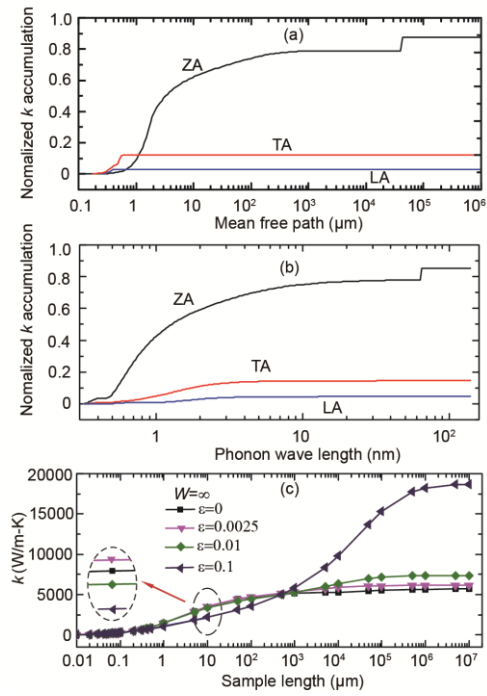 (a)
Nomalized k accumulation
1.0
0.8
0.6
0.4
0.2
0
ZA
TA
LA
0.1 1 10 10² 10³ 10⁴ 10⁵ 10⁶
Mean free path (μm)
(b)
Nomalized k accumulation
1.0
0.8
0.6
0.4
0.2
0
ZA
TA
LA
1 10 10²
Phonon wave length (nm)
(c)
k (W/m-K)
20000
15000
10000
5000
0
W=∞
ε=0
ε=0.0025
ε=0.01
ε=0.1
0.01 0.1 1 10 10² 10³ 10⁴ 10⁵ 10⁶ 10⁷
Sample length (μm)